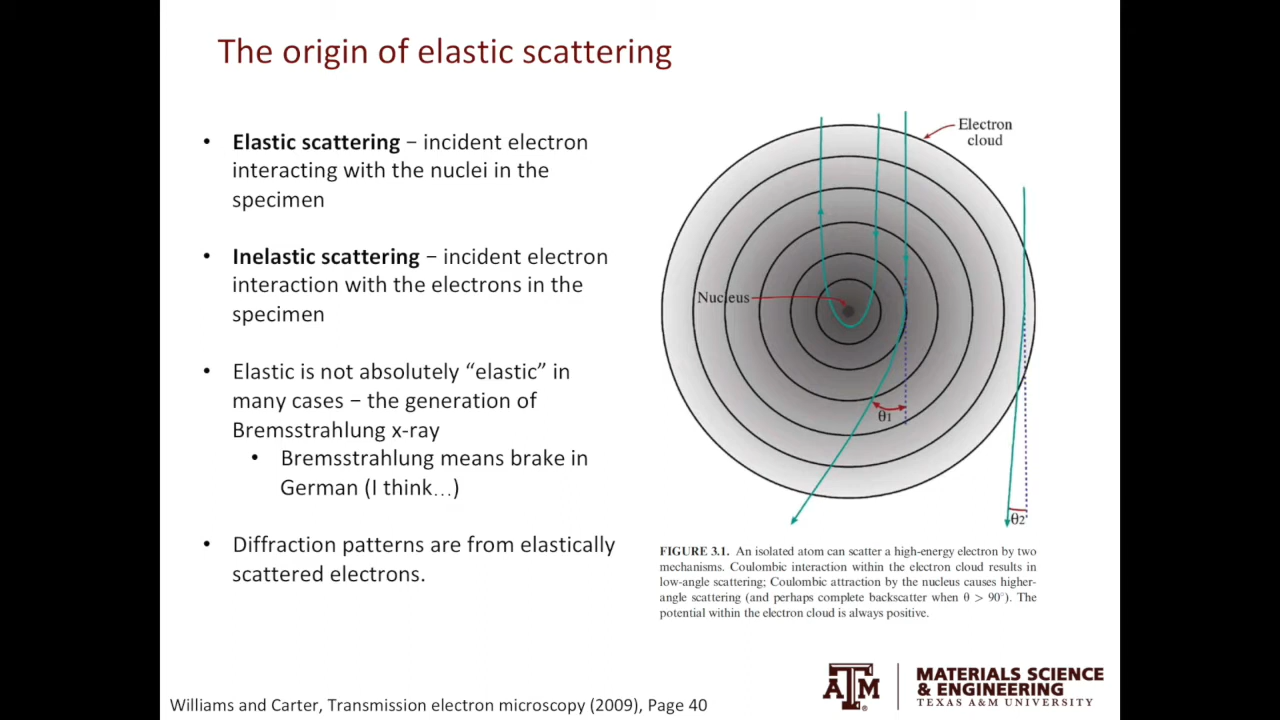 The origin of elastic scattering
• Elastic scattering – incident electron
interacting with the nuclei in the
specimen
• Inelastic scattering – incident electron
interaction with the electrons in the
specimen
• Elastic is not absolutely “elastic” in
many cases – the generation of
Bremsstrahlung x-ray
• Bremsstrahlung means brake in
German (I think…)
• Diffraction patterns are from elastically
scattered electrons.
Electron
cloud
Nucleus
θ1
θ2
FIGURE 3.1. An isolated atom can scatter a high-energy electron by two
mechanisms. Coulombic interaction within the electron cloud results in
low-angle scattering; Coulombic attraction by the nucleus causes higher-
angle scattering (and perhaps complete backscatter when θ > 90°). The
potential within the electron cloud is always positive.
Williams and Carter, Transmission electron microscopy (2009), Page 40
ATM
MATERIALS SCIENCE
& ENGINEERING
TEXAS A&M UNIVERSITY